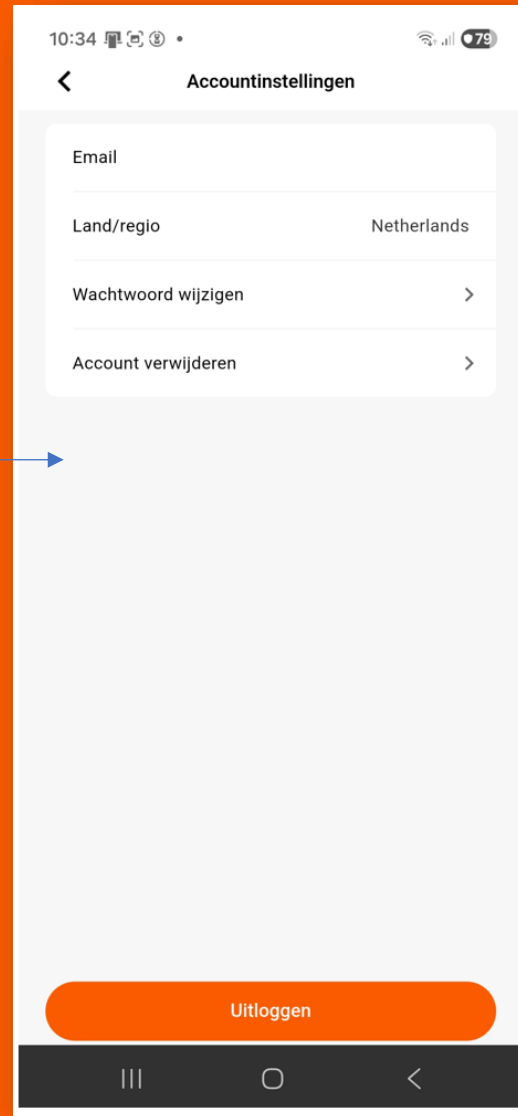 10:34
79
Accountinstellingen
Email
Land/regio Netherlands
Wachtwoord wijzigen
Account verwijderen
Uitloggen